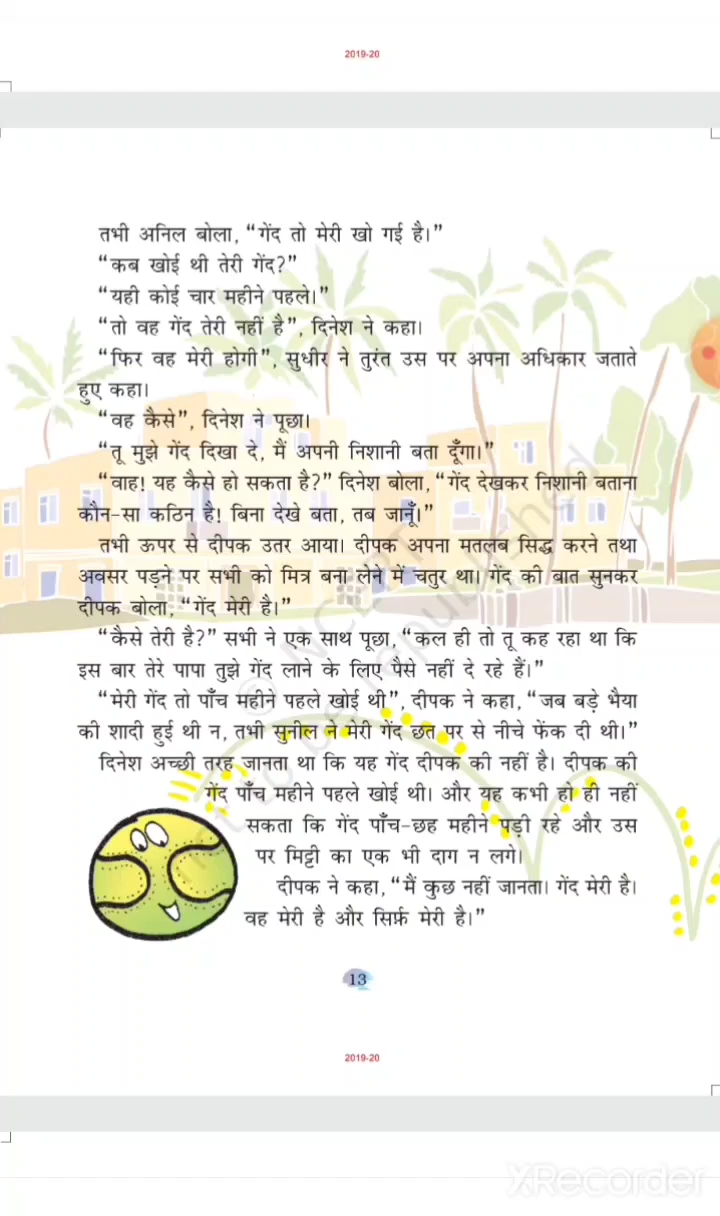 2019-20
तभी अनिल बोला, “गेंद तो मेरी खो गई है।”
“कब खोई थी तेरी गेंद?”
“यही कोई चार महीने पहले।”
“तो वह गेंद तेरी नहीं है”, दिनेश ने कहा।
“फिर वह मेरी होगी”, सुधीर ने तुरंत उस पर अपना अधिकार जताते
हुए कहा।
“वह कैसे”, दिनेश ने पूछा।
“तू मुझे गेंद दिखा दे, मैं अपनी निशानी बता दूँगा।”
“वाह! यह कैसे हो सकता है?” दिनेश बोला, “गेंद देखकर निशानी बताना
कौन-सा कठिन है! बिना देखे बता, तब जानूँ।”
तभी ऊपर से दीपक उतर आया। दीपक अपना मतलब सिद्ध करने तथा
अवसर पड़ने पर सभी को मित्र बना लेने में चतुर था। गेंद की बात सुनकर
दीपक बोला, “गेंद मेरी है।”
“कैसे तेरी है?” सभी ने एक साथ पूछा, “कल ही तो तू कह रहा था कि
इस बार तेरे पापा तुझे गेंद लाने के लिए पैसे नहीं दे रहे हैं।”
“मेरी गेंद तो पाँच महीने पहले खोई थी”, दीपक ने कहा, “जब बड़े भैया
की शादी हुई थी न, तभी सुनील ने मेरी गेंद छत पर से नीचे फेंक दी थी।”
दिनेश अच्छी तरह जानता था कि यह गेंद दीपक की नहीं है। दीपक की
गेंद पाँच महीने पहले खोई थी। और यह कभी हो ही नहीं
सकता कि गेंद पाँच-छह महीने पड़ी रहे और उस
पर मिट्टी का एक भी दाग न लगे।
दीपक ने कहा, “मैं कुछ नहीं जानता। गेंद मेरी है।
वह मेरी है और सिर्फ़ मेरी है।”
13
2019-20
© NCERT
not to be republished
XRecorder